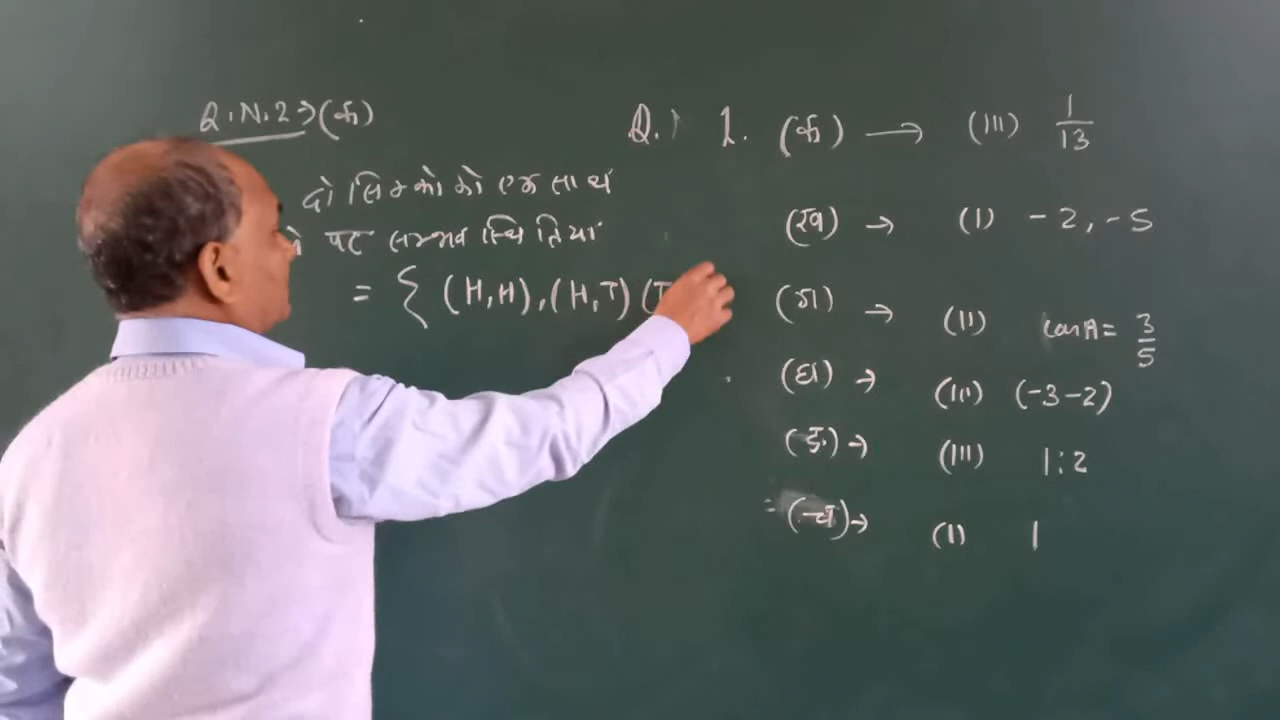 Q.N.2→(क)
दो सिक्को को एक साथ
पट सम्भव स्थितियां
= { (H,H),(H,T)(T
Q. 1. (क) → (III) 1/13
(ख) → (I) -2,-5
(ग) → (II) cosA= 3/5
(घ) → (III) (-3-2)
(ङ) → (III) 1:2
(च) → (I) 1